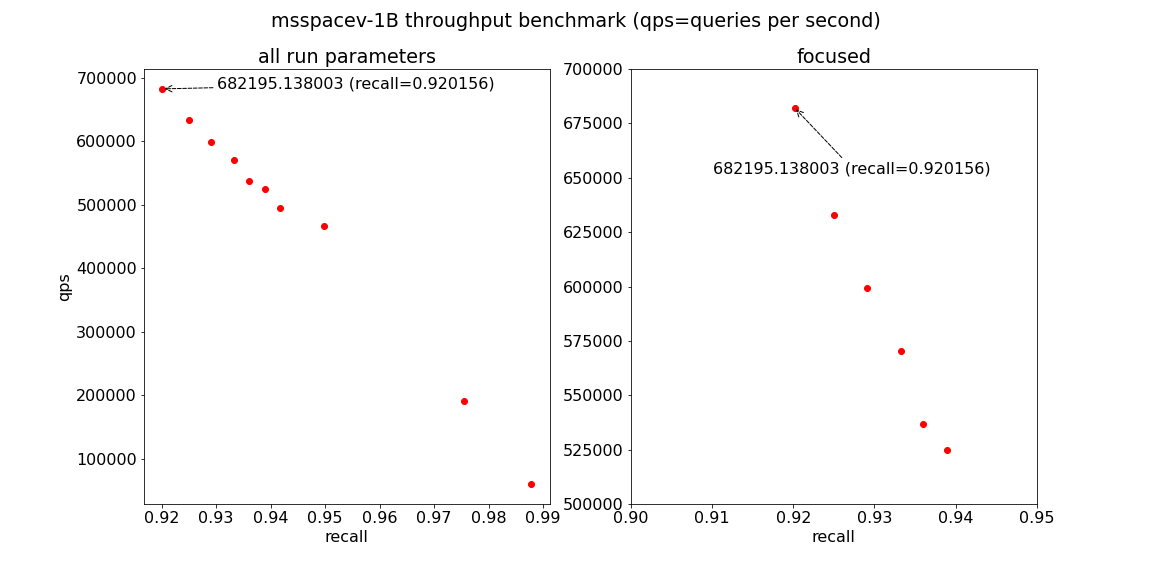 msspacev-1B throughput benchmark (qps=queries per second)
all run parameters
700000
600000
500000
400000
300000
200000
100000
qps
682195.138003 (recall=0.920156)
0.92 0.93 0.94 0.95 0.96 0.97 0.98 0.99
recall
focused
700000
675000
650000
625000
600000
575000
550000
525000
500000
682195.138003 (recall=0.920156)
0.90 0.91 0.92 0.93 0.94 0.95
recall